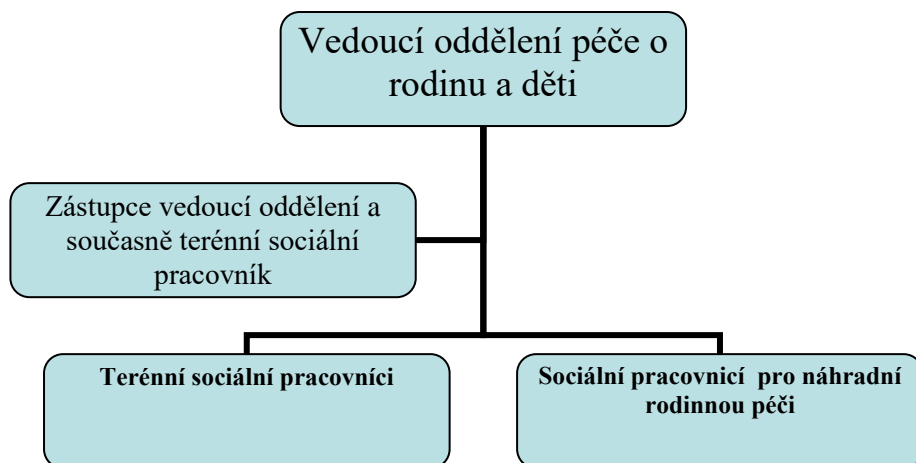 Vedoucí oddělení péče o
rodinu a děti
Zástupce vedoucí oddělení a
současně terénní sociální
pracovník
Terénní sociální pracovníci
Sociální pracovnicí  pro náhradní
rodinnou péči